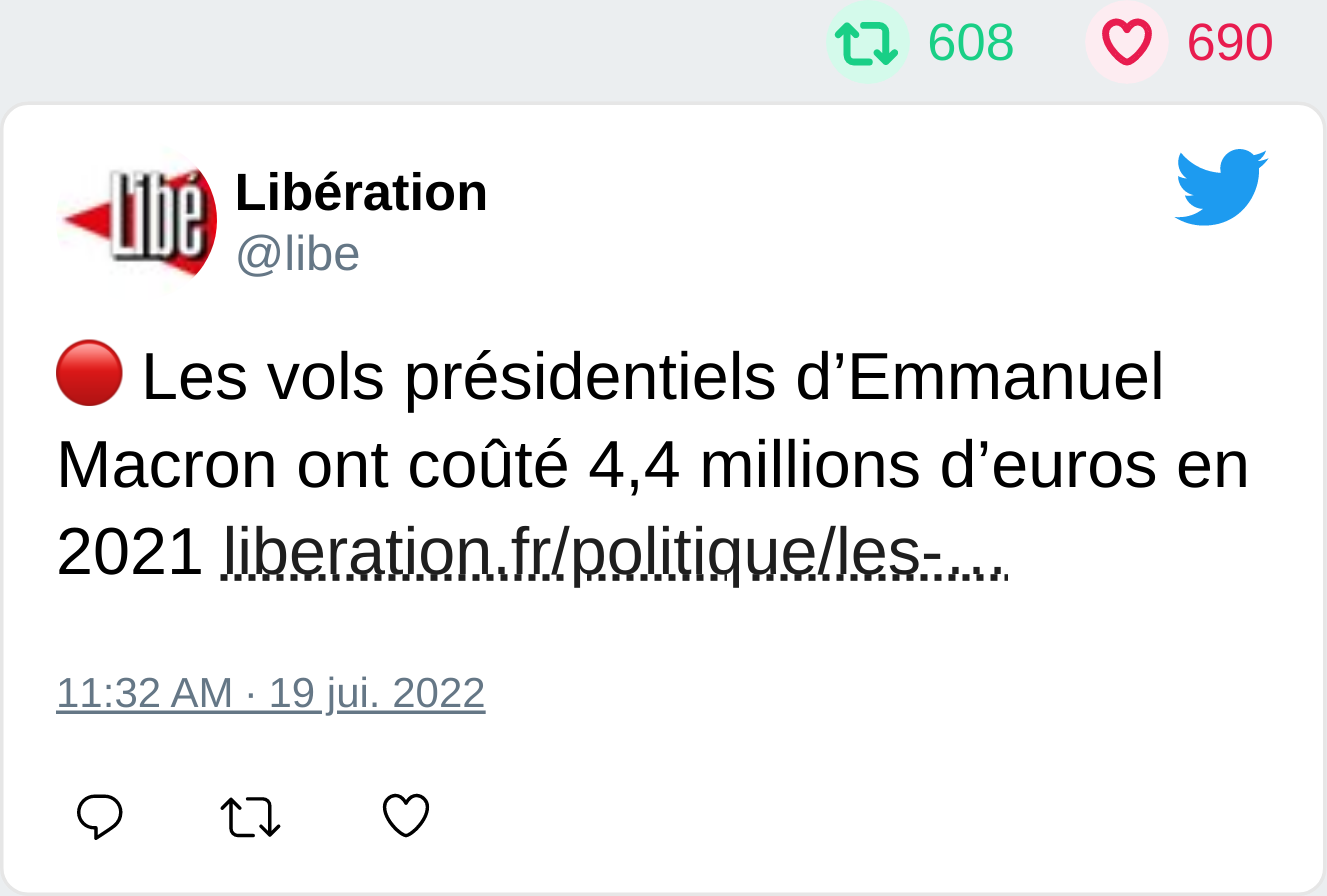 608 690
Libé
Libération
@libe
🔴 Les vols présidentiels d’Emmanuel
Macron ont coûté 4,4 millions d’euros en
2021 liberation.fr/politique/les-…
11:32 AM · 19 jui. 2022